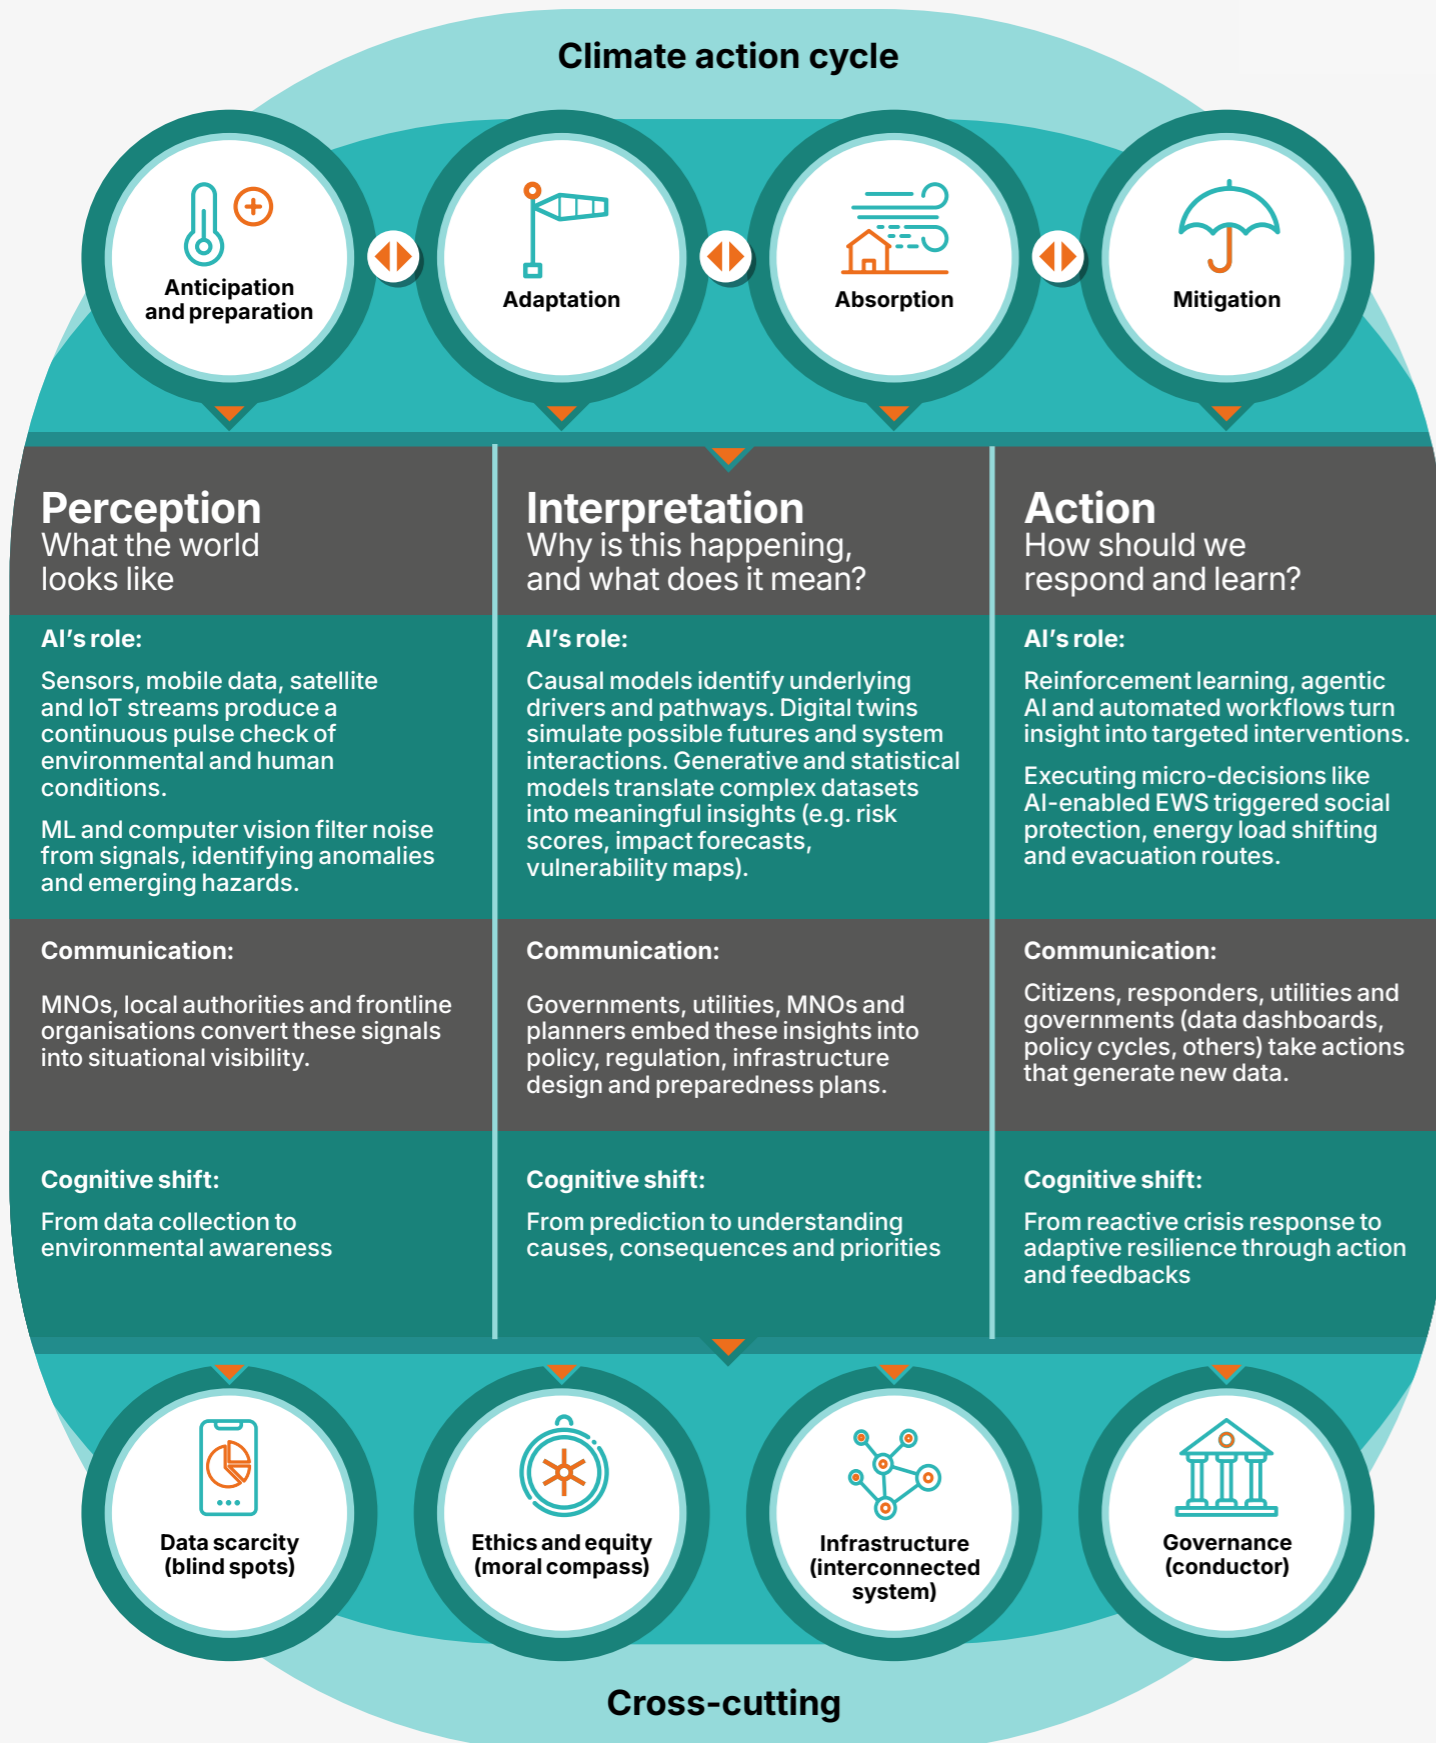 Climate action cycle
Anticipation
and preparation
Adaptation
Absorption
Mitigation
Perception
What the world
looks like
Interpretation
Why is this happening,
and what does it mean?
Action
How should we
respond and learn?
AI's role:
Sensors, mobile data, satellite
and IoT streams produce a
continuous pulse check of
environmental and human
conditions.
ML and computer vision filter noise
from signals, identifying anomalies
and emerging hazards.
AI's role:
Causal models identify underlying
drivers and pathways. Digital twins
simulate possible futures and system
interactions. Generative and statistical
models translate complex datasets
into meaningful insights (e.g. risk
scores, impact forecasts,
vulnerability maps).
AI's role:
Reinforcement learning, agentic
AI and automated workflows turn
insight into targeted interventions.
Executing micro-decisions like
AI-enabled EWS triggered social
protection, energy load shifting
and evacuation routes.
Communication:
MNOs, local authorities and frontline
organisations convert these signals
into situational visibility.
Communication:
Governments, utilities, MNOs and
planners embed these insights into
policy, regulation, infrastructure
design and preparedness plans.
Communication:
Citizens, responders, utilities and
governments (data dashboards,
policy cycles, others) take actions
that generate new data.
Cognitive shift:
From data collection to
environmental awareness
Cognitive shift:
From prediction to understanding
causes, consequences and priorities
Cognitive shift:
From reactive crisis response to
adaptive resilience through action
and feedbacks
Data scarcity
(blind spots)
Ethics and equity
(moral compass)
Infrastructure
(interconnected
system)
Governance
(conductor)
Cross-cutting